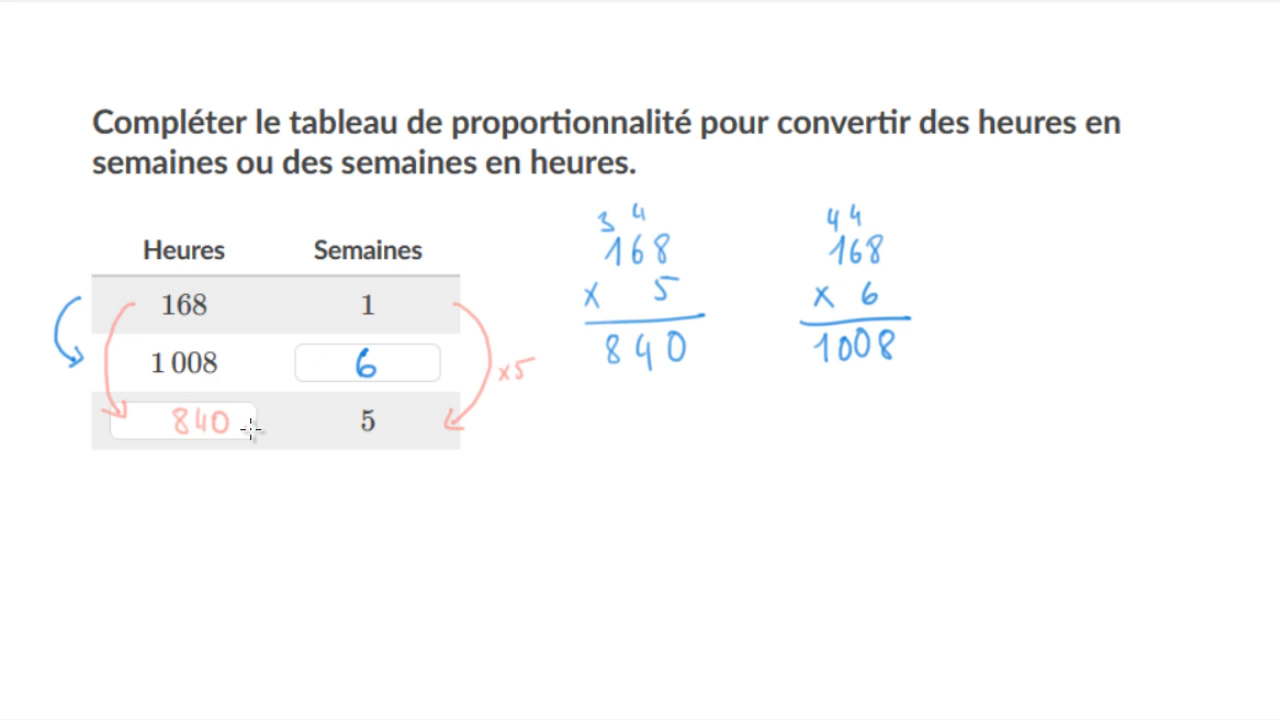 Compléter le tableau de proportionnalité pour convertir des heures en
semaines ou des semaines en heures.
Heures Semaines
168 1
1 008 6
840 5
x5
3 4
168
x 5
840
4 4
168
x 6
1008